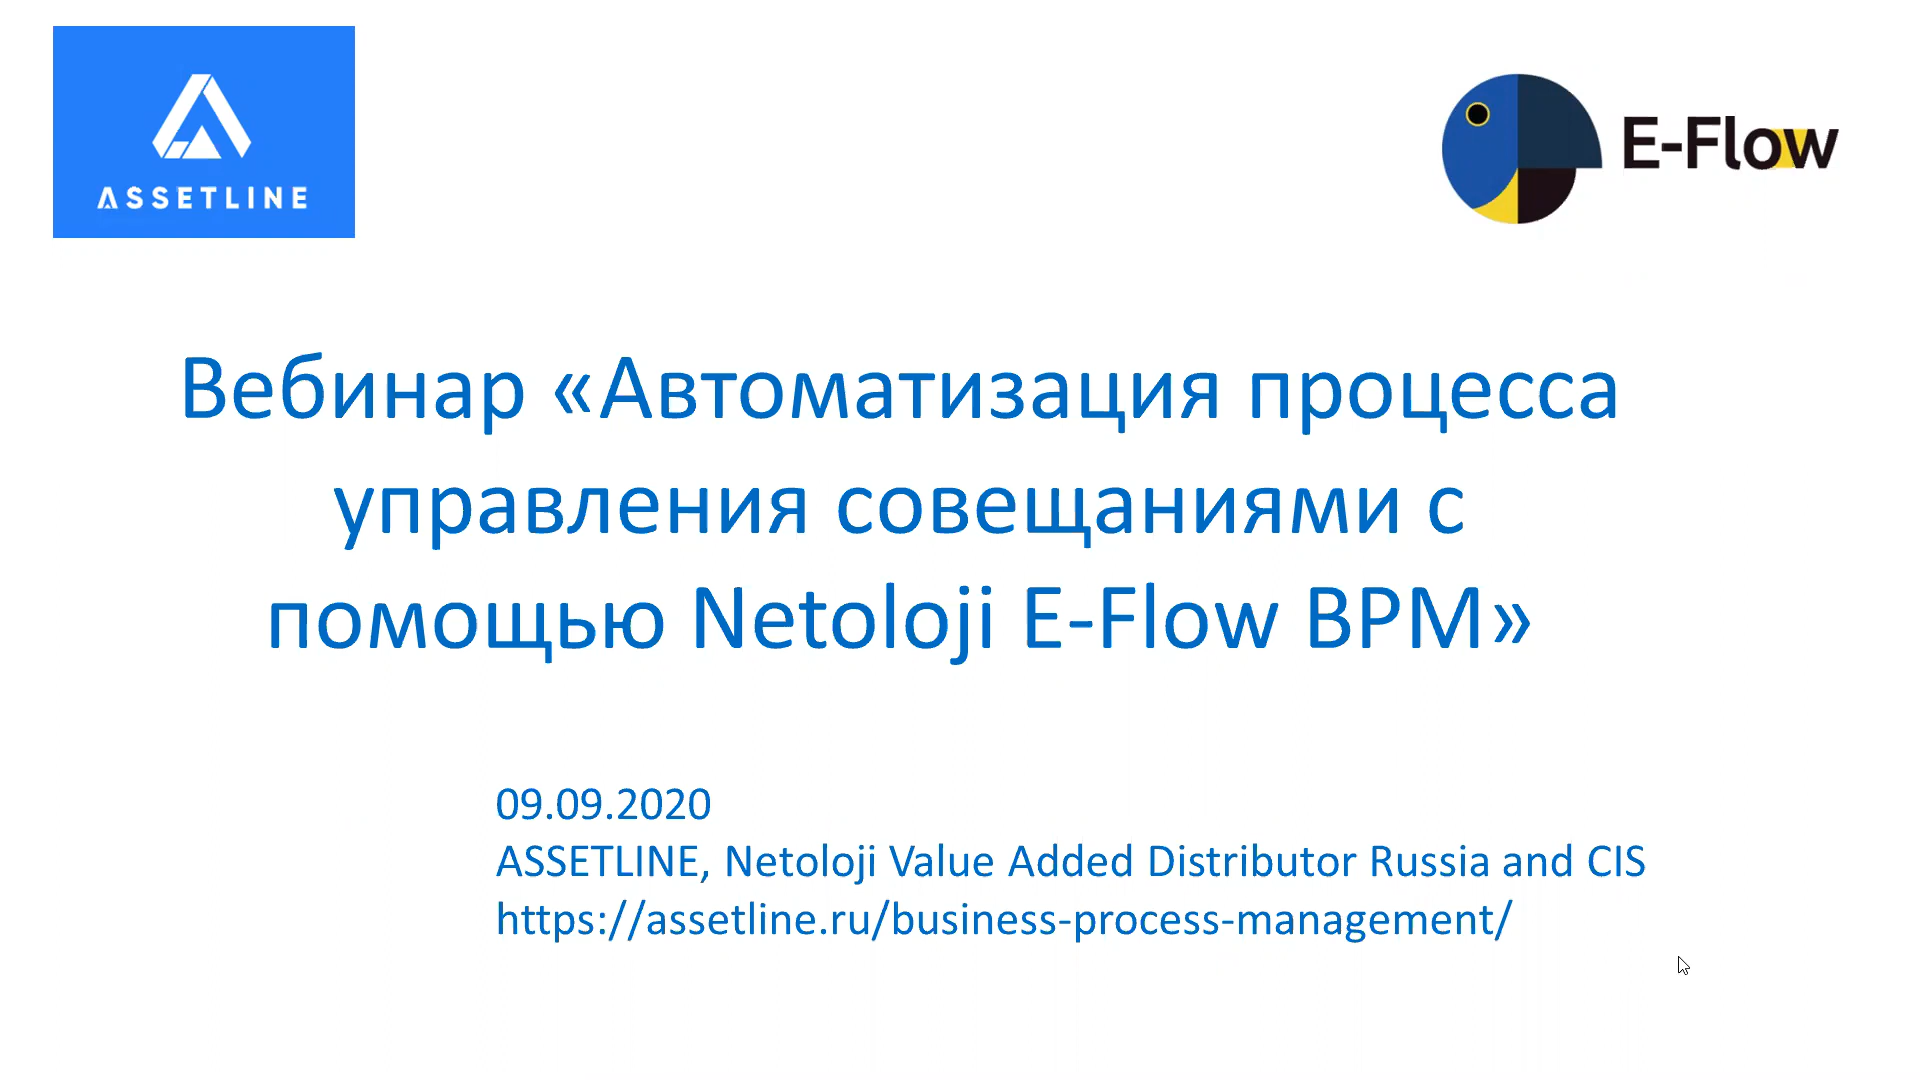 ASSETLINE
E-Flow
Вебинар «Автоматизация процесса
управления совещаниями с
помощью Netoloji E-Flow BPM»
09.09.2020
ASSETLINE, Netoloji Value Added Distributor Russia and CIS
https://assetline.ru/business-process-management/